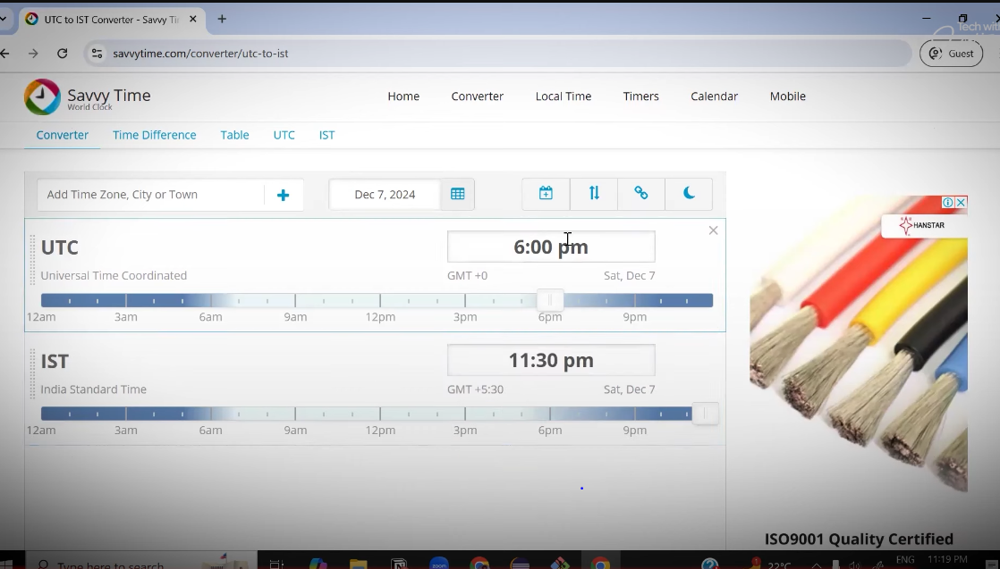 UTC to IST Converter - Savvy Ti
Tech with
savvytime.com/converter/utc-to-ist
Guest
Savvy Time
World Clock
Home Converter Local Time Timers Calendar Mobile
Converter Time Difference Table UTC IST
Add Time Zone, City or Town
Dec 7, 2024
HANSTAR
UTC
6:00 pm
Universal Time Coordinated
GMT +0 Sat, Dec 7
12am 3am 6am 9am 12pm 3pm 6pm 9pm
IST
11:30 pm
India Standard Time
GMT +5:30 Sat, Dec 7
12am 3am 6am 9am 12pm 3pm 6pm 9pm
ISO9001 Quality Certified
Type here to search
zoom
22°C
ENG
11:19 PM